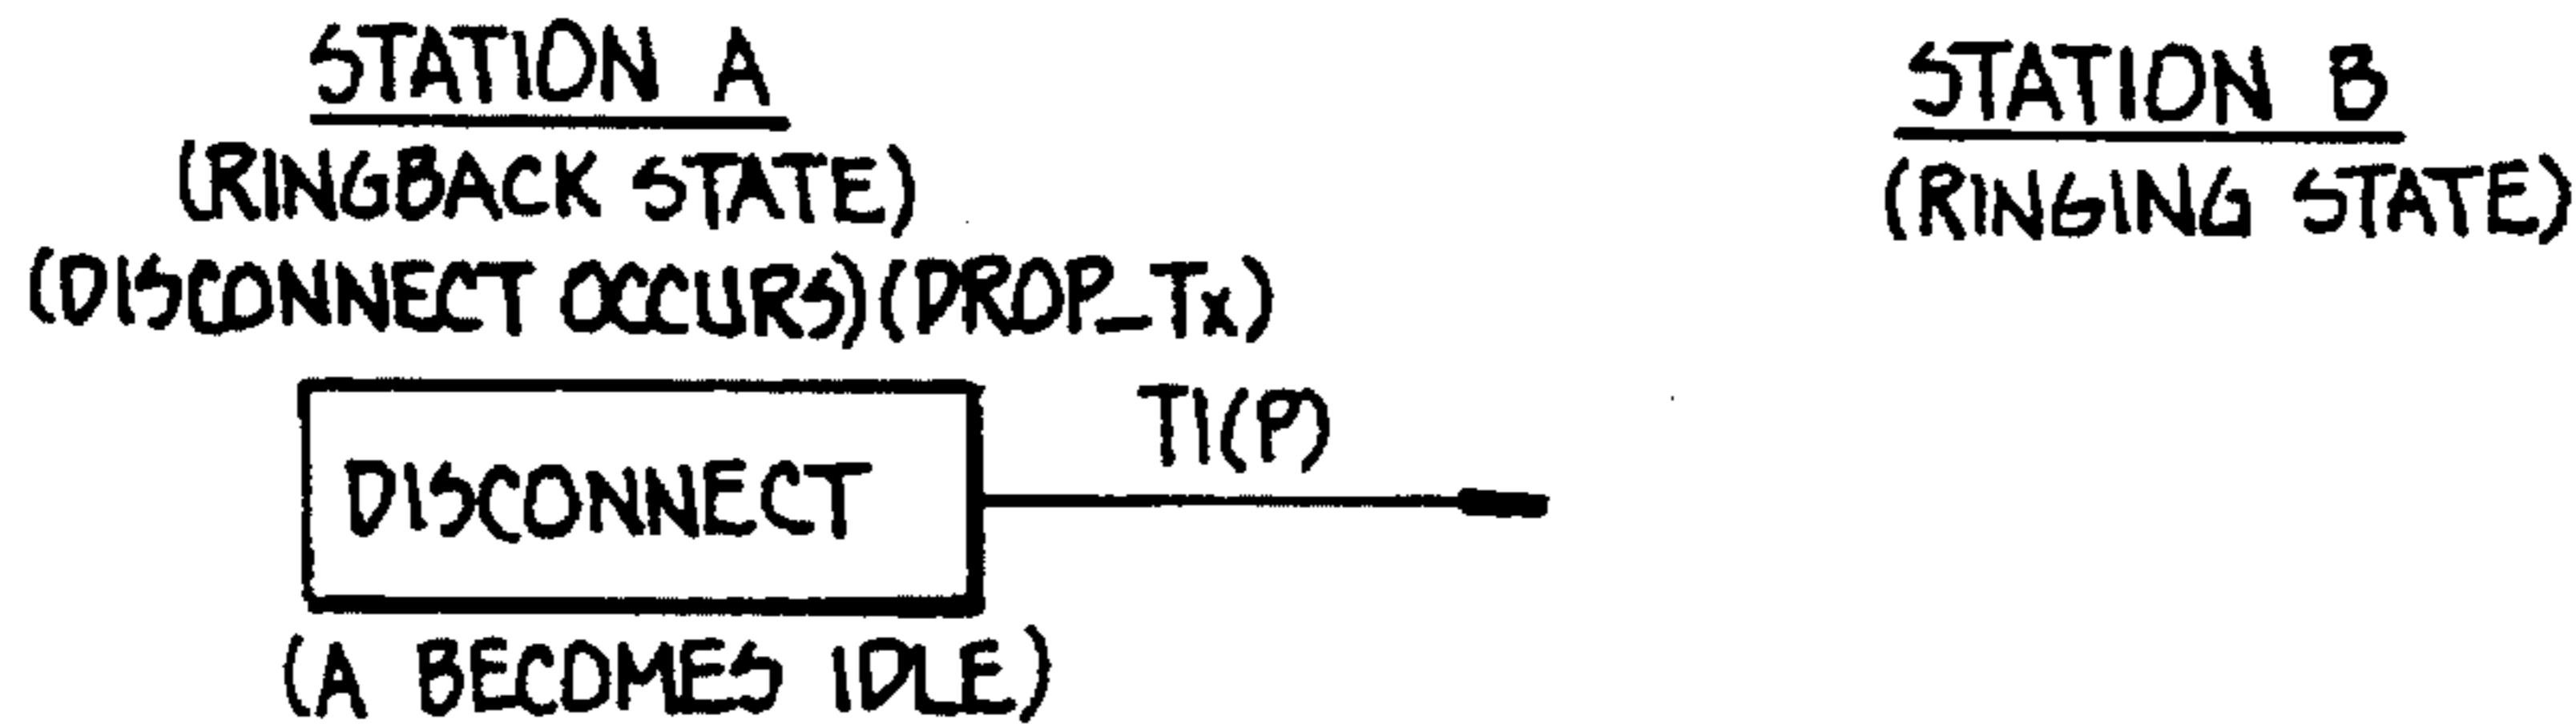 STATION A
STATION B
(RINGBACK STATE)
(RINGING STATE)
(DISCONNECT OCCURS)(DROP_Tx)
T1(P)
DISCONNECT
(A BECOMES IDLE)